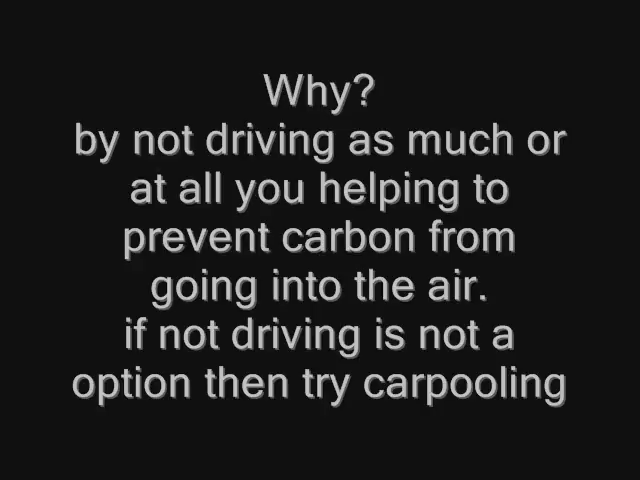 Why?
by not driving as much or
at all you helping to
prevent carbon from
going into the air.
if not driving is not a
option then try carpooling